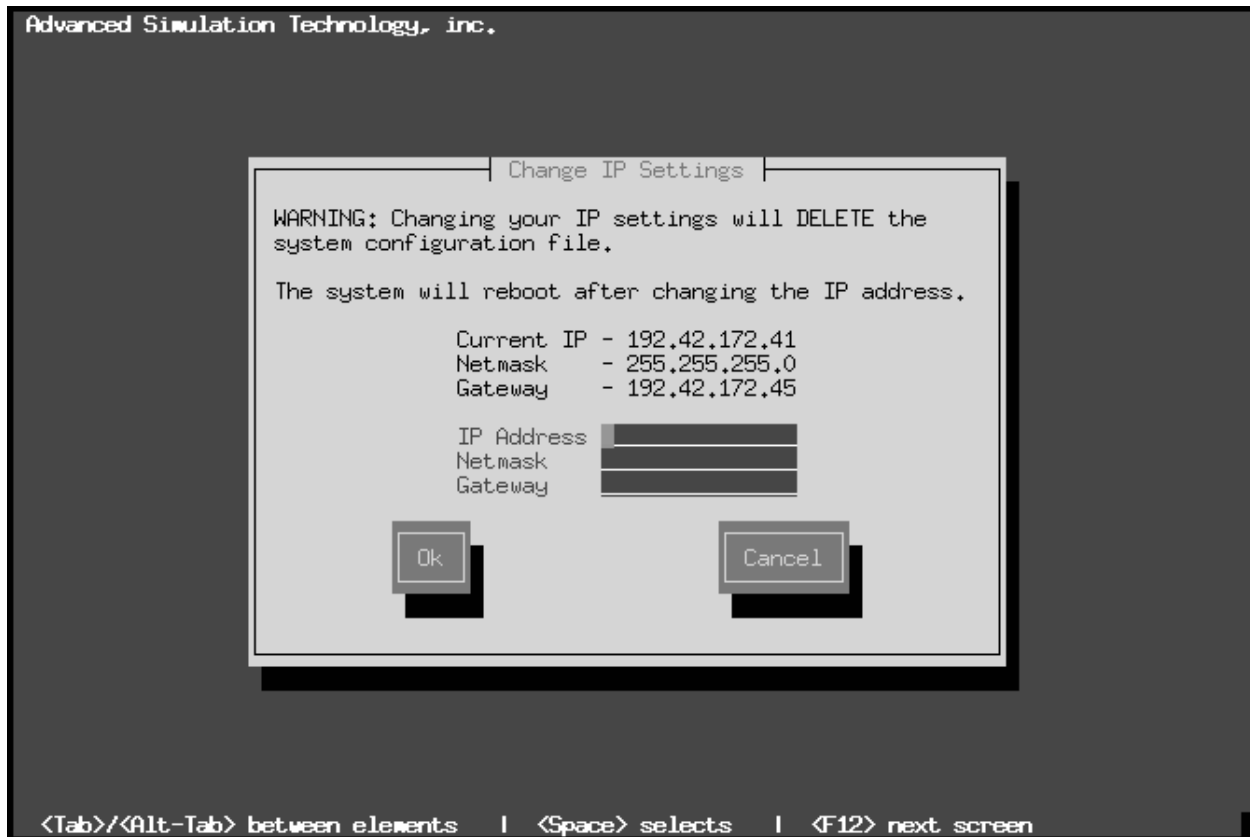 Advanced Simulation Technology, inc.
Change IP Settings
WARNING: Changing your IP settings will DELETE the
system configuration file.
The system will reboot after changing the IP address.
Current IP - 192.42.172.41
Netmask - 255.255.255.0
Gateway - 192.42.172.45
IP Address
Netmask
Gateway
Ok
Cancel
<Tab>/<Alt-Tab> between elements | <Space> selects | <F12> next screen